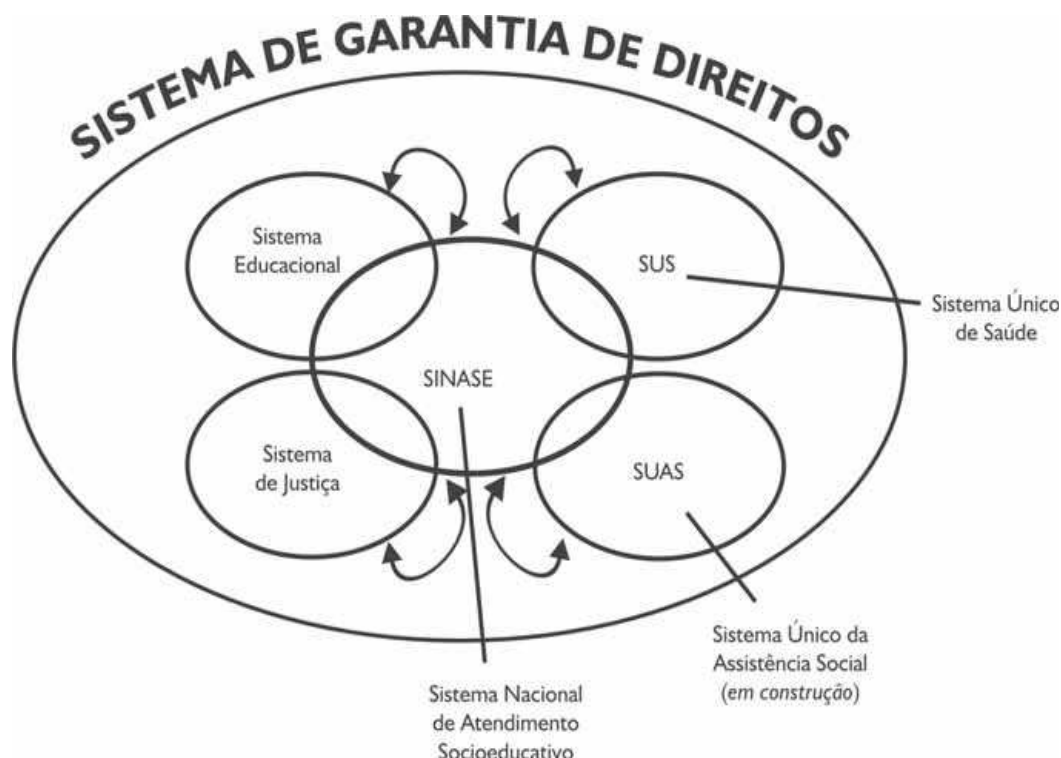 SISTEMA DE GARANTIA DE DIREITOS
Sistema
Educacional
SUS
Sistema Único
de Saúde
SINASE
Sistema
de Justiça
SUAS
Sistema Único da
Assistência Social
(em construção)
Sistema Nacional
de Atendimento
Socioeducativo